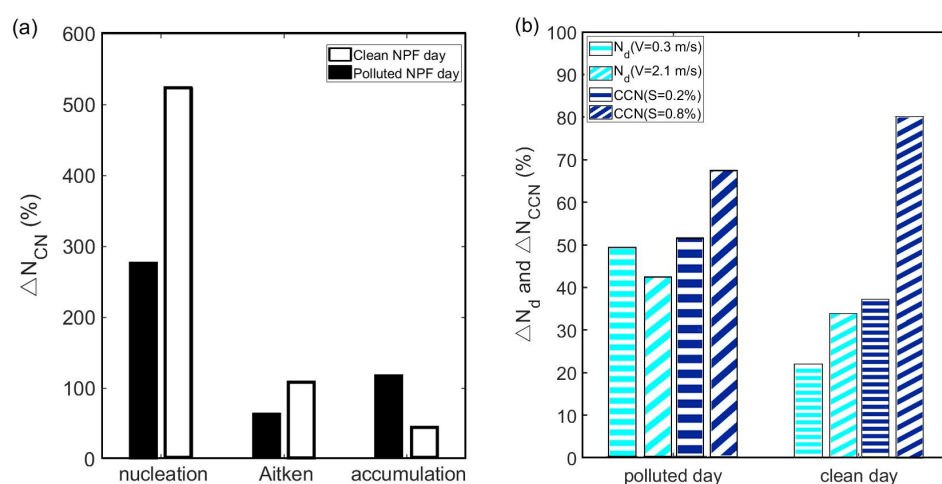 (a)
600
500
400
300
200
100
0
△N_CN (%)
Clean NPF day
Polluted NPF day
nucleation
Aitken
accumulation
(b)
100
90
80
70
60
50
40
30
20
10
0
△N_d and △N_CCN (%)
N_d(V=0.3 m/s)
N_d(V=2.1 m/s)
CCN(S=0.2%)
CCN(S=0.8%)
polluted day
clean day